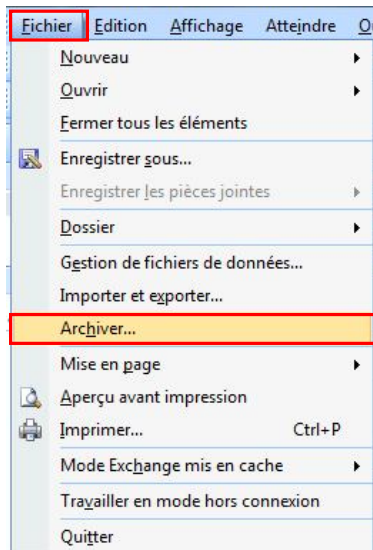 Fichier Edition Affichage Atteindre
Nouveau
Ouvrir
Fermer tous les éléments
Enregistrer sous...
Enregistrer les pièces jointes
Dossier
Gestion de fichiers de données...
Importer et exporter...
Archiver...
Mise en page
Aperçu avant impression
Imprimer... Ctrl+P
Mode Exchange mis en cache
Travailler en mode hors connexion
Quitter